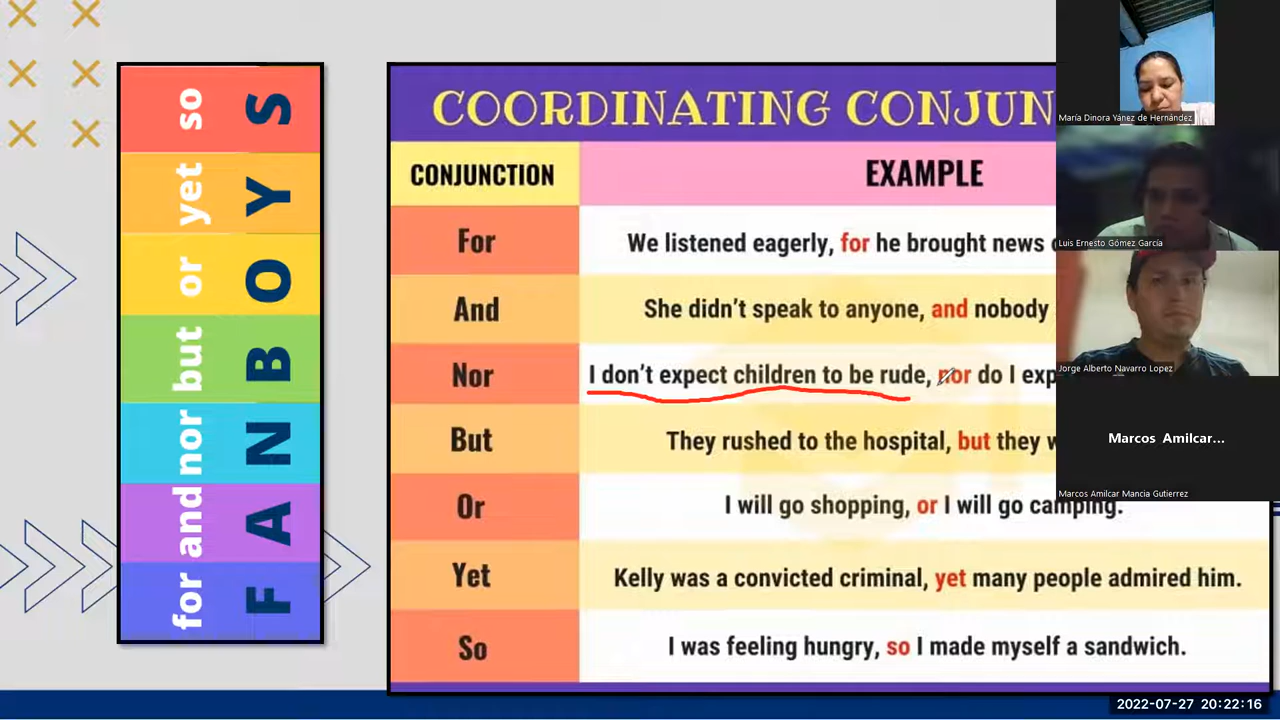 so
yet
or
but
nor
and
for
S
Y
O
B
N
A
F
COORDINATING CONJUN
CONJUNCTION EXAMPLE
For We listened eagerly, for he brought news
And She didn't speak to anyone, and nobody
Nor I don't expect children to be rude, nor do I exp
But They rushed to the hospital, but they
Or I will go shopping, or I will go camping.
Yet Kelly was a convicted criminal, yet many people admired him.
So I was feeling hungry, so I made myself a sandwich.
María Dinora Yánez de Hernández
Luis Ernesto Gómez García
Jorge Alberto Navarro Lopez
Marcos Amilcar...
Marcos Amilcar Mancia Gutierrez
2022-07-27 20:22:16